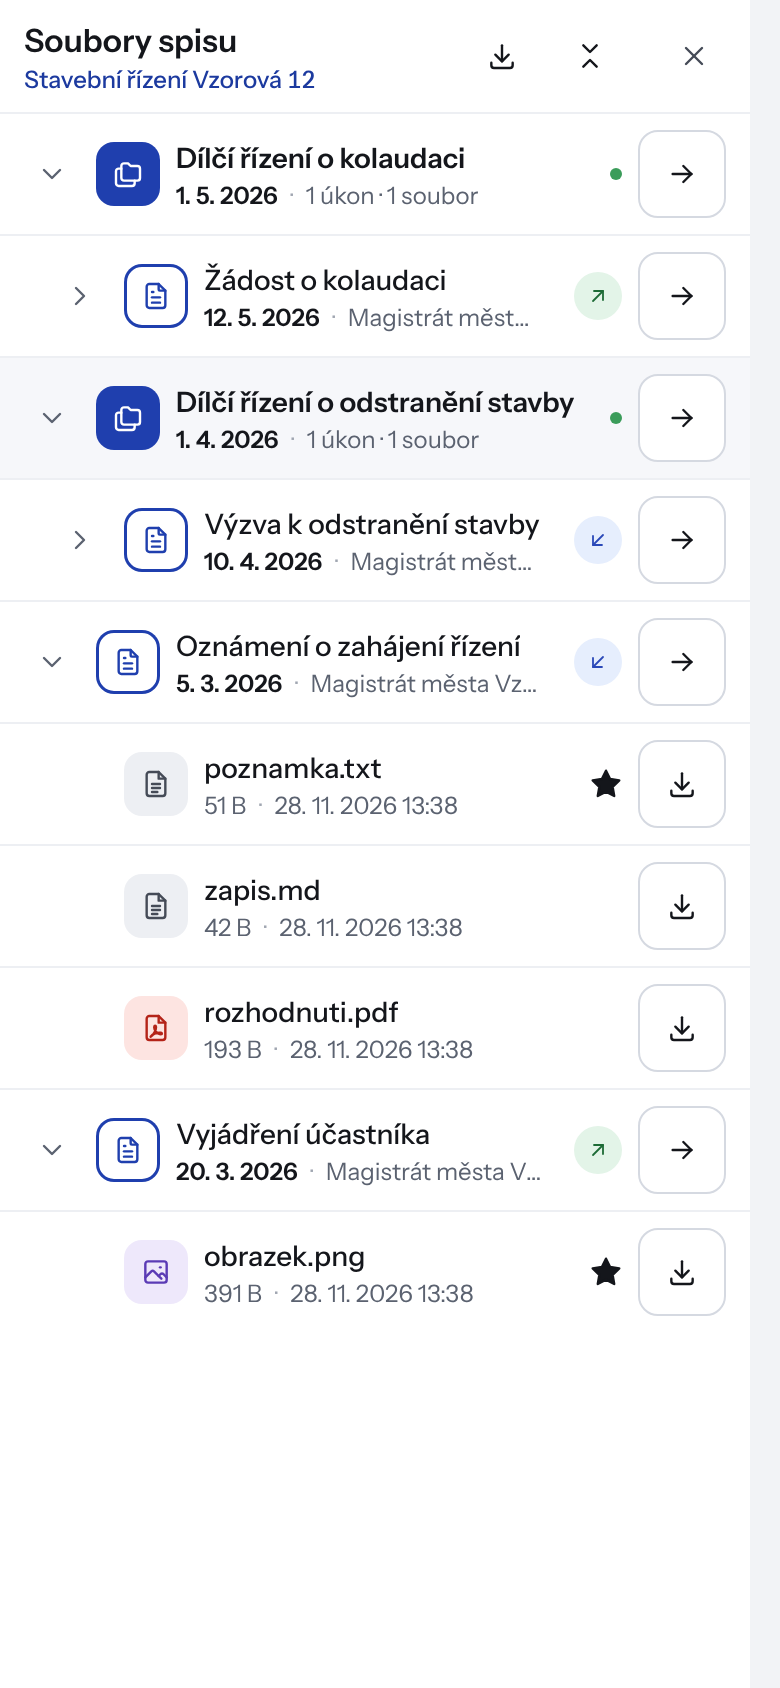 Soubory spisu
Stavební řízení Vzorová 12
Dílčí řízení o kolaudaci
1. 5. 2026 · 1 úkon · 1 soubor
Žádost o kolaudaci
12. 5. 2026 · Magistrát měst...
Dílčí řízení o odstranění stavby
1. 4. 2026 · 1 úkon · 1 soubor
Výzva k odstranění stavby
10. 4. 2026 · Magistrát měst...
Oznámení o zahájení řízení
5. 3. 2026 · Magistrát města Vz...
poznamka.txt
51 B · 28. 11. 2026 13:38
zapis.md
42 B · 28. 11. 2026 13:38
rozhodnuti.pdf
193 B · 28. 11. 2026 13:38
Vyjádření účastníka
20. 3. 2026 · Magistrát města V...
obrazek.png
391 B · 28. 11. 2026 13:38